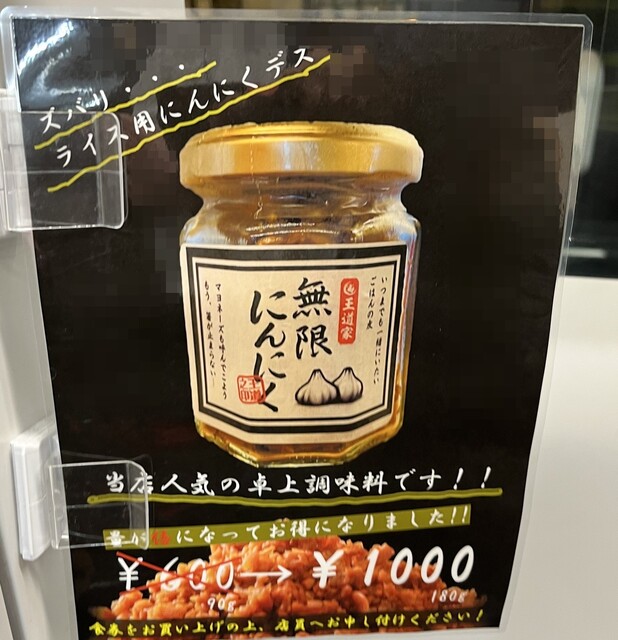 ズバリ・・・
ライス用にんにくデス
いつまでも一緒にいたい
ごはんの友
王道家
無限
にんにく
王道
之印
マヨネーズも呼んでこよう
もう、箸が止まらない…
当店人気の卓上調味料です！！
量が倍になってお得になりました!!
￥600→￥1000
90g 180g
食券をお買い上げの上、店員へお申し付けください！